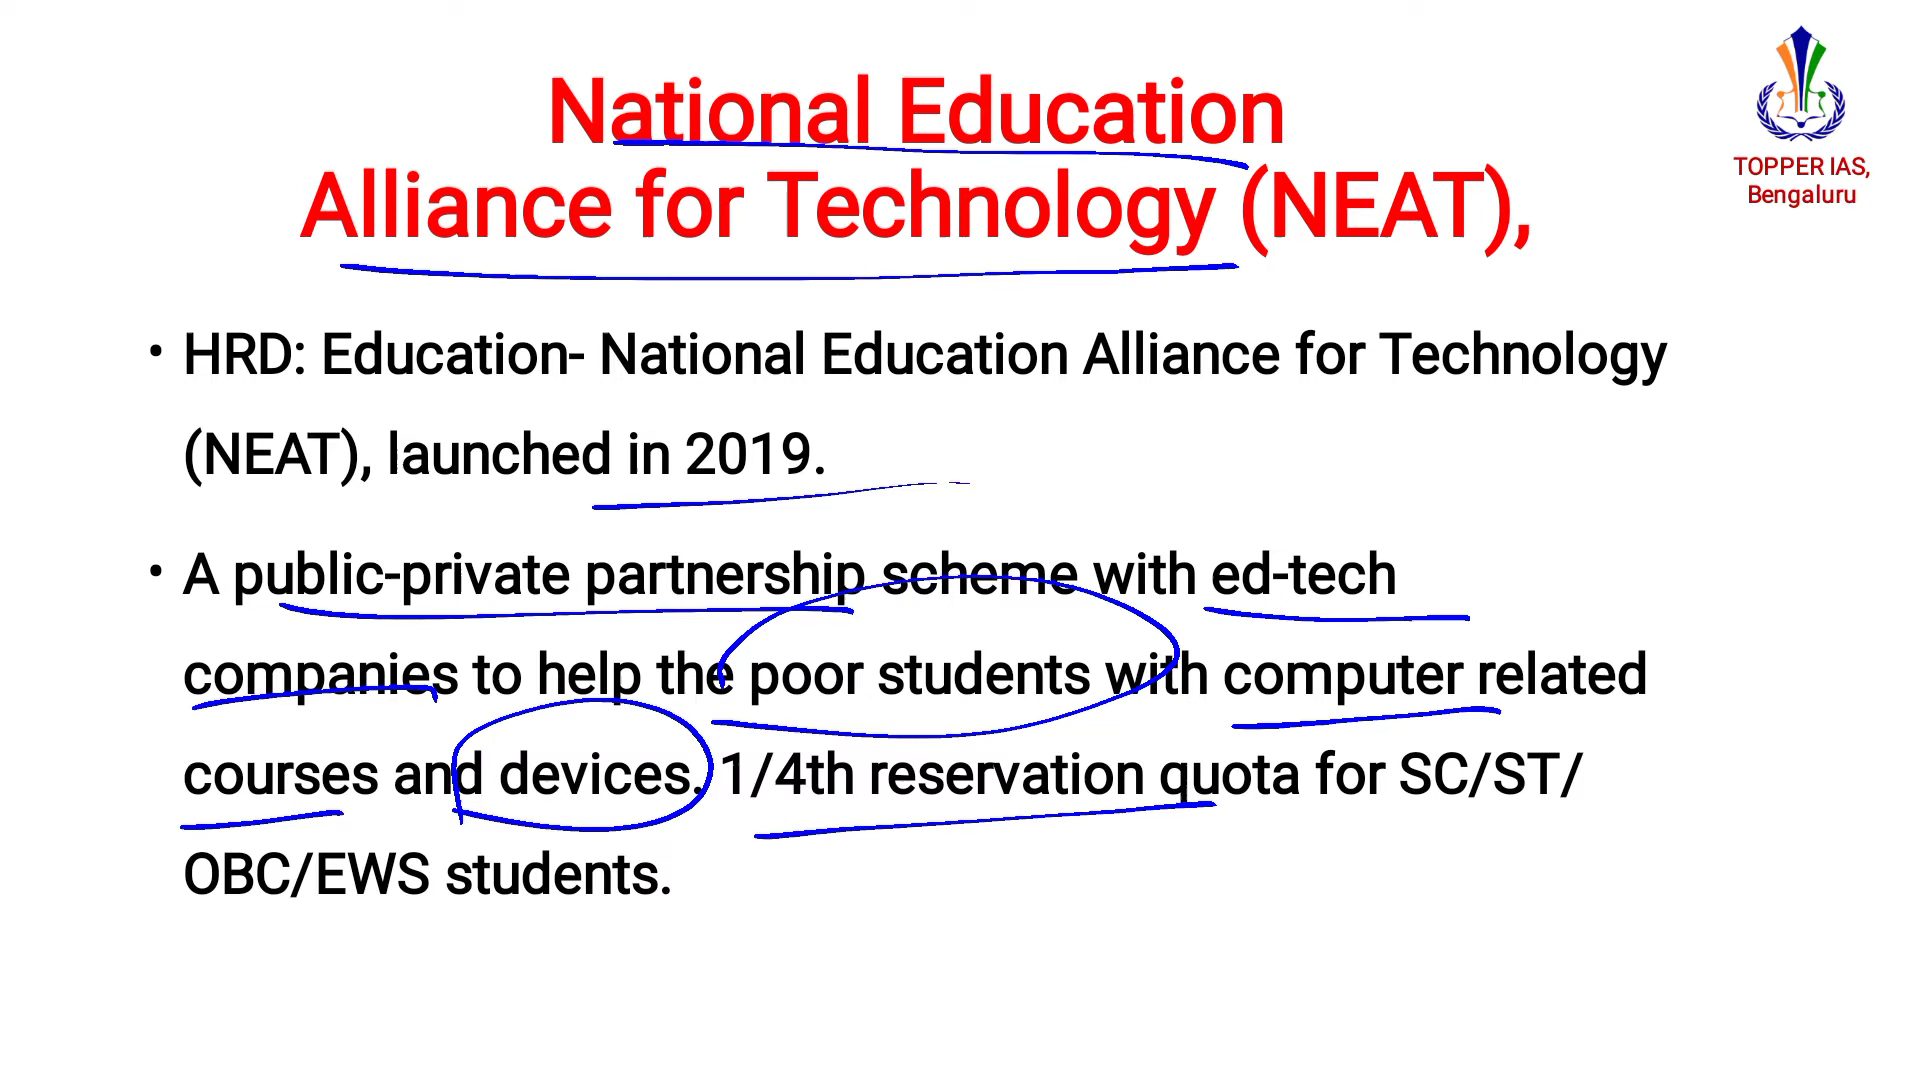 National Education
Alliance for Technology (NEAT),
TOPPER IAS,
Bengaluru
• HRD: Education- National Education Alliance for Technology
(NEAT), launched in 2019.
• A public-private partnership scheme with ed-tech
companies to help the poor students with computer related
courses and devices. 1/4th reservation quota for SC/ST/
OBC/EWS students.